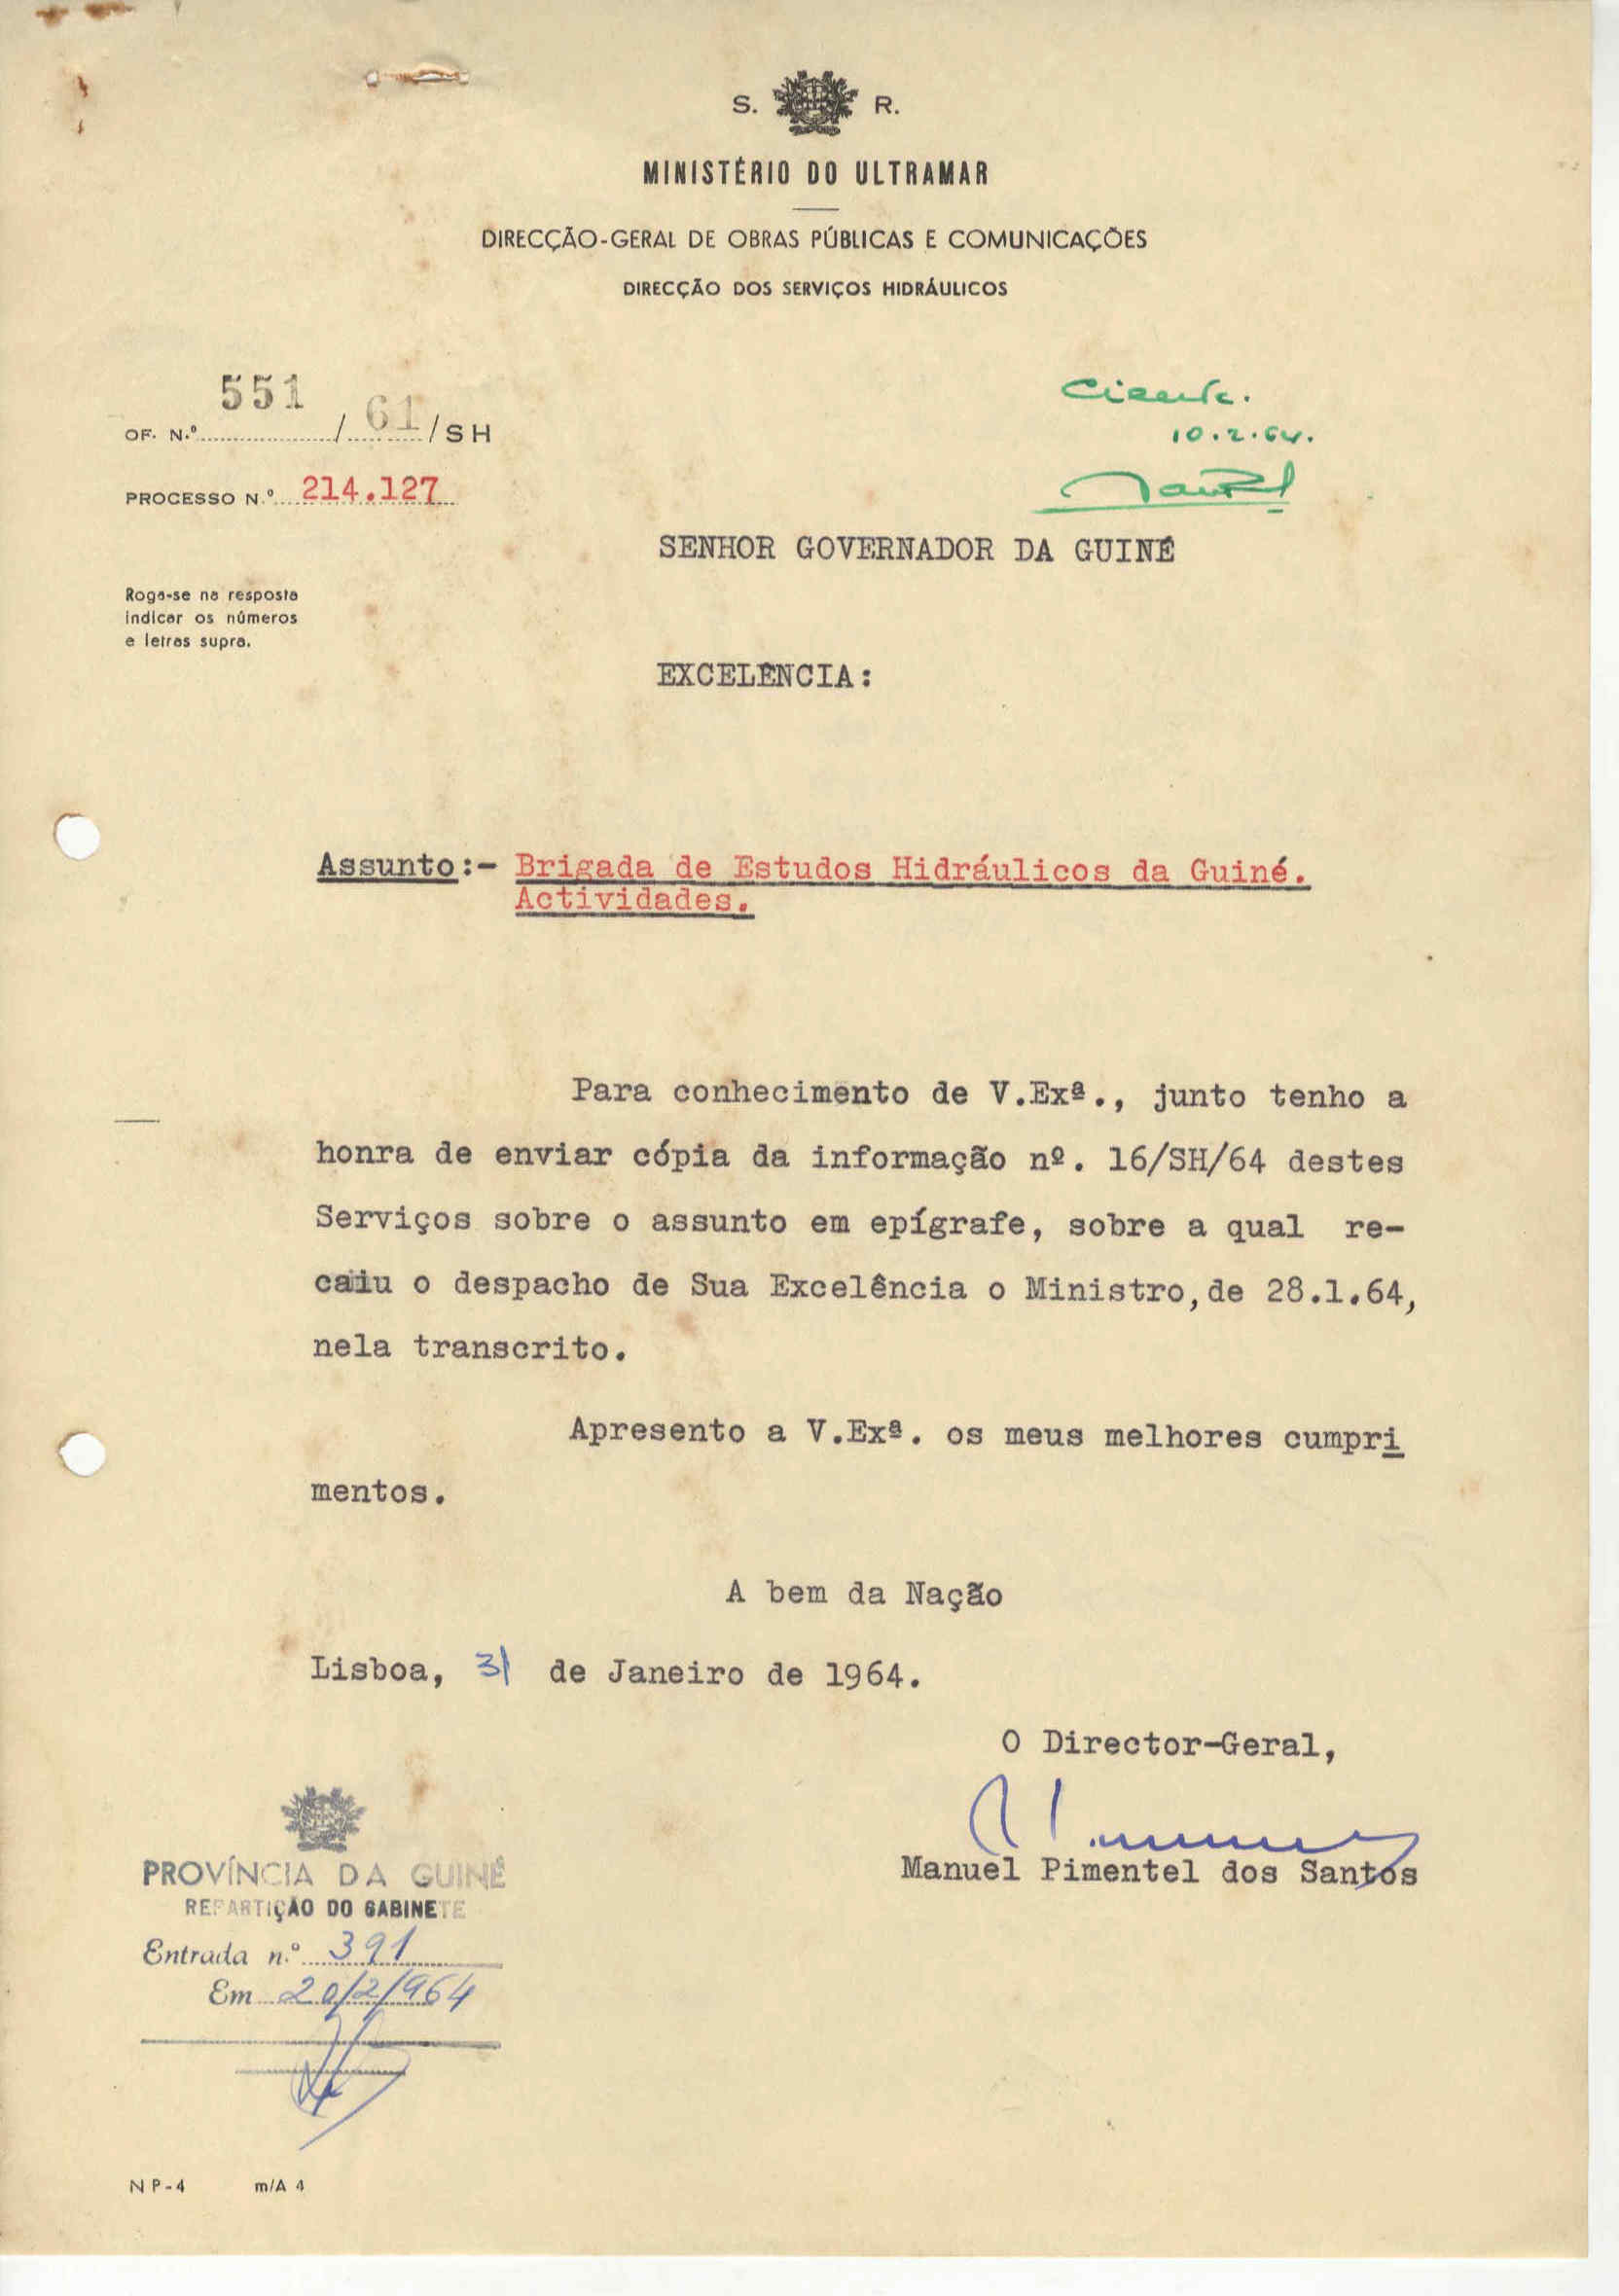 S. R.
MINISTÉRIO DO ULTRAMAR
DIRECÇÃO-GERAL DE OBRAS PÚBLICAS E COMUNICAÇÕES
DIRECÇÃO DOS SERVIÇOS HIDRÁULICOS
OF. N.º 551 / 61 / SH
PROCESSO N.º 214.127
Roga-se na resposta
indicar os números
e letras supra.
Ciente.
10.2.64.
SENHOR GOVERNADOR DA GUINÉ
EXCELÊNCIA:
Assunto:- Brigada de Estudos Hidráulicos da Guiné.
Actividades.
Para conhecimento de V.Exª., junto tenho a
honra de enviar cópia da informação nº. 16/SH/64 destes
Serviços sobre o assunto em epígrafe, sobre a qual re-
caiu o despacho de Sua Excelência o Ministro, de 28.1.64,
nela transcrito.
Apresento a V.Exª. os meus melhores cumpri
mentos.
A bem da Nação
Lisboa, 31 de Janeiro de 1964.
O Director-Geral,
Manuel Pimentel dos Santos
PROVÍNCIA DA GUINÉ
REPARTIÇÃO DO GABINETE
Entrada n.º 391
Em 20/2/964
N P-4 m/A 4